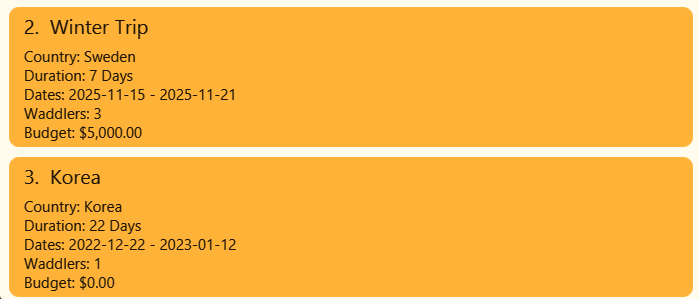 2. Winter Trip
Country: Sweden
Duration: 7 Days
Dates: 2025-11-15 - 2025-11-21
Waddlers: 3
Budget: $5,000.00
3. Korea
Country: Korea
Duration: 22 Days
Dates: 2022-12-22 - 2023-01-12
Waddlers: 1
Budget: $0.00